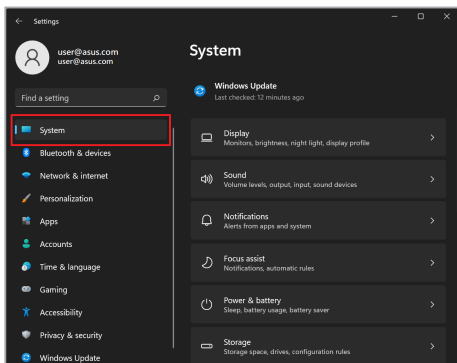 Settings
user@asus.com
user@asus.com
Find a setting
System
Bluetooth & devices
Network & internet
Personalization
Apps
Accounts
Time & language
Gaming
Accessibility
Privacy & security
Windows Update
System
Windows Update
Last checked: 12 minutes ago
Display
Monitors, brightness, night light, display profile
Sound
Volume levels, output, input, sound devices
Notifications
Alerts from apps and system
Focus assist
Notifications, automatic rules
Power & battery
Sleep, battery usage, battery saver
Storage
Storage space, drives, configuration rules